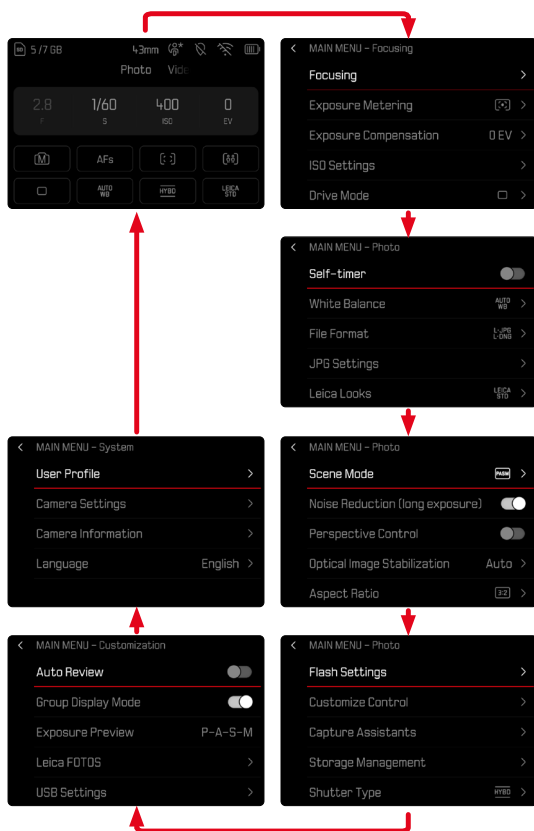 5 /7 GB 43mm
Photo Vide
2.8 1/60 400 0
F S ISO EV
M AFs
AUTO WB HYBD LEICA STD
MAIN MENU – Focusing
Focusing
Exposure Metering
Exposure Compensation 0 EV
ISO Settings
Drive Mode
MAIN MENU – Photo
Self-timer
White Balance AUTO WB
File Format L-JPG L-DNG
JPG Settings
Leica Looks LEICA STD
MAIN MENU – Photo
Scene Mode PASM
Noise Reduction (long exposure)
Perspective Control
Optical Image Stabilization Auto
Aspect Ratio 3:2
MAIN MENU – Photo
Flash Settings
Customize Control
Capture Assistants
Storage Management
Shutter Type HYBD
MAIN MENU – Customization
Auto Review
Group Display Mode
Exposure Preview P-A-S-M
Leica FOTOS
USB Settings
MAIN MENU – System
User Profile
Camera Settings
Camera Information
Language English